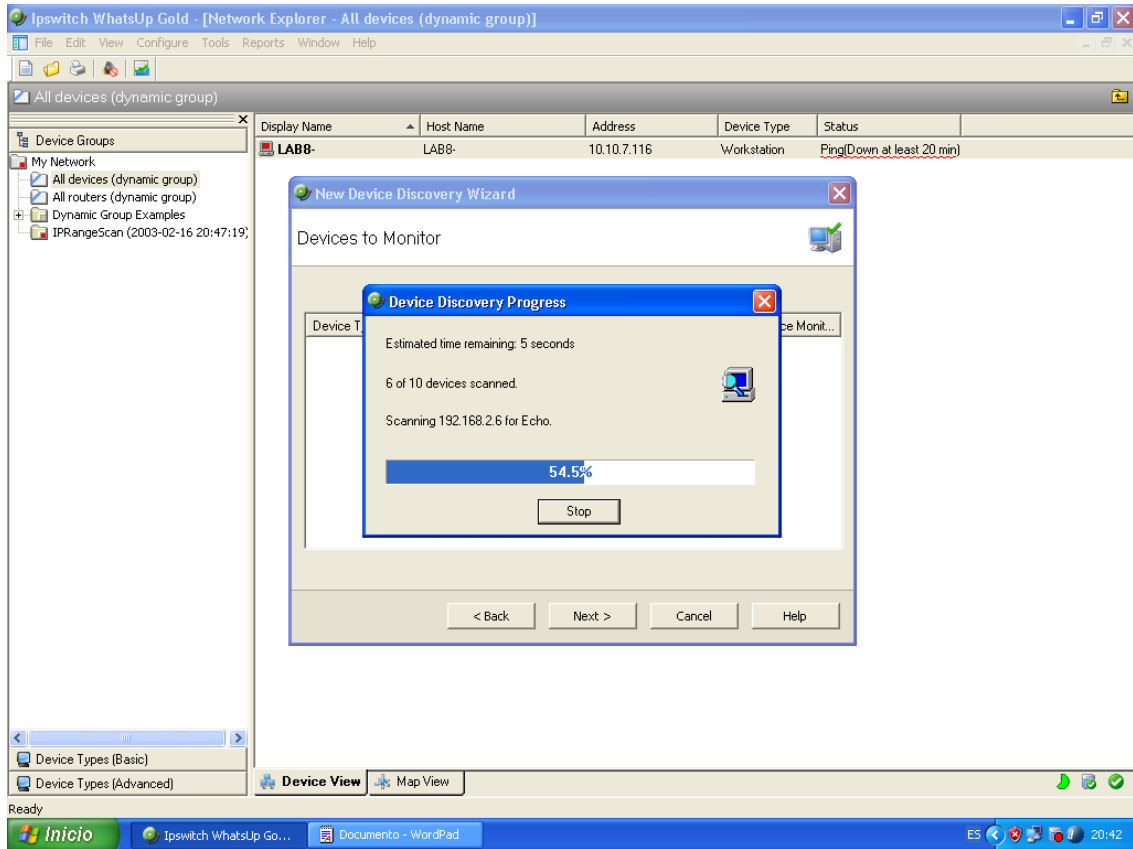 Ipswitch WhatsUp Gold - [Network Explorer - All devices (dynamic group)]
File Edit View Configure Tools Reports Window Help
All devices (dynamic group)
Device Groups
My Network
All devices (dynamic group)
All routers (dynamic group)
Dynamic Group Examples
IPRangeScan (2003-02-16 20:47:19)
Device Types (Basic)
Device Types (Advanced)
Display Name Host Name Address Device Type Status
LAB8- LAB8- 10.10.7.116 Workstation Ping(Down at least 20 min)
New Device Discovery Wizard
Devices to Monitor
Device T ce Monit...
Device Discovery Progress
Estimated time remaining: 5 seconds
6 of 10 devices scanned.
Scanning 192.168.2.6 for Echo.
54.5%
Stop
< Back Next > Cancel Help
Device View Map View
Ready
Inicio Ipswitch WhatsUp Go... Documento - WordPad ES 20:42